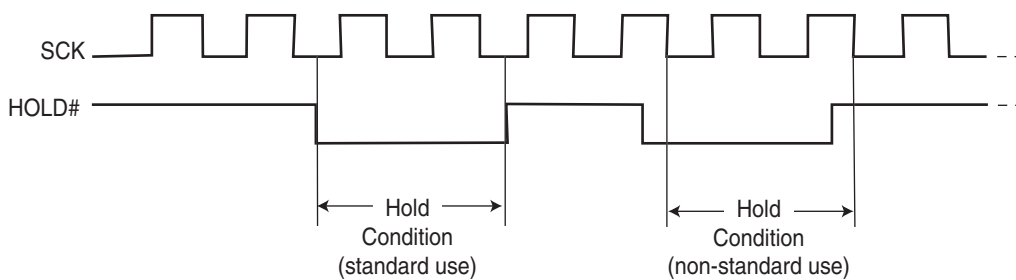 SCK
HOLD#
Hold
Condition
(standard use)
Hold
Condition
(non-standard use)